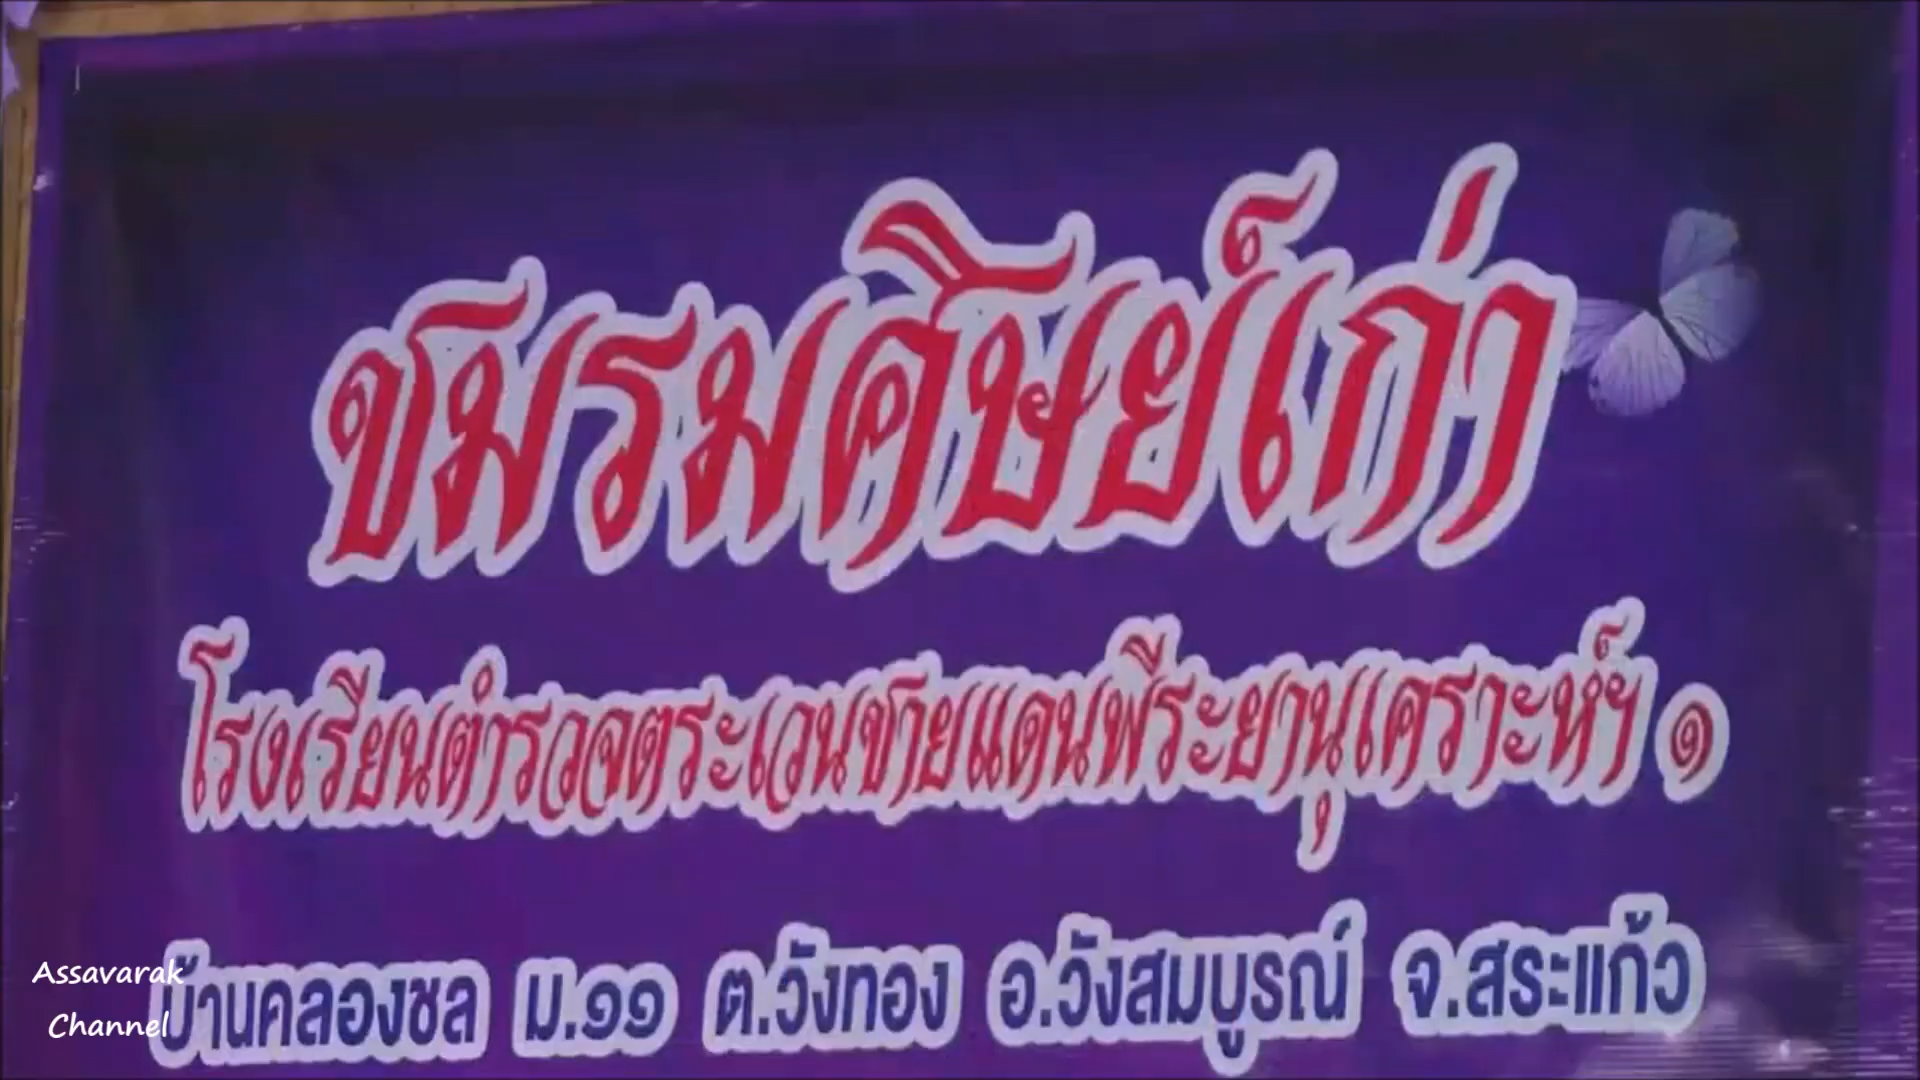 ชมรมศิษย์เก่า
โรงเรียนตำรวจตระเวนชายแดนพีระยานุเคราะห์ฯ ๑
บ้านคลองชล ม.๑๑ ต.วังทอง อ.วังสมบูรณ์ จ.สระแก้ว
Assavarak
Channel